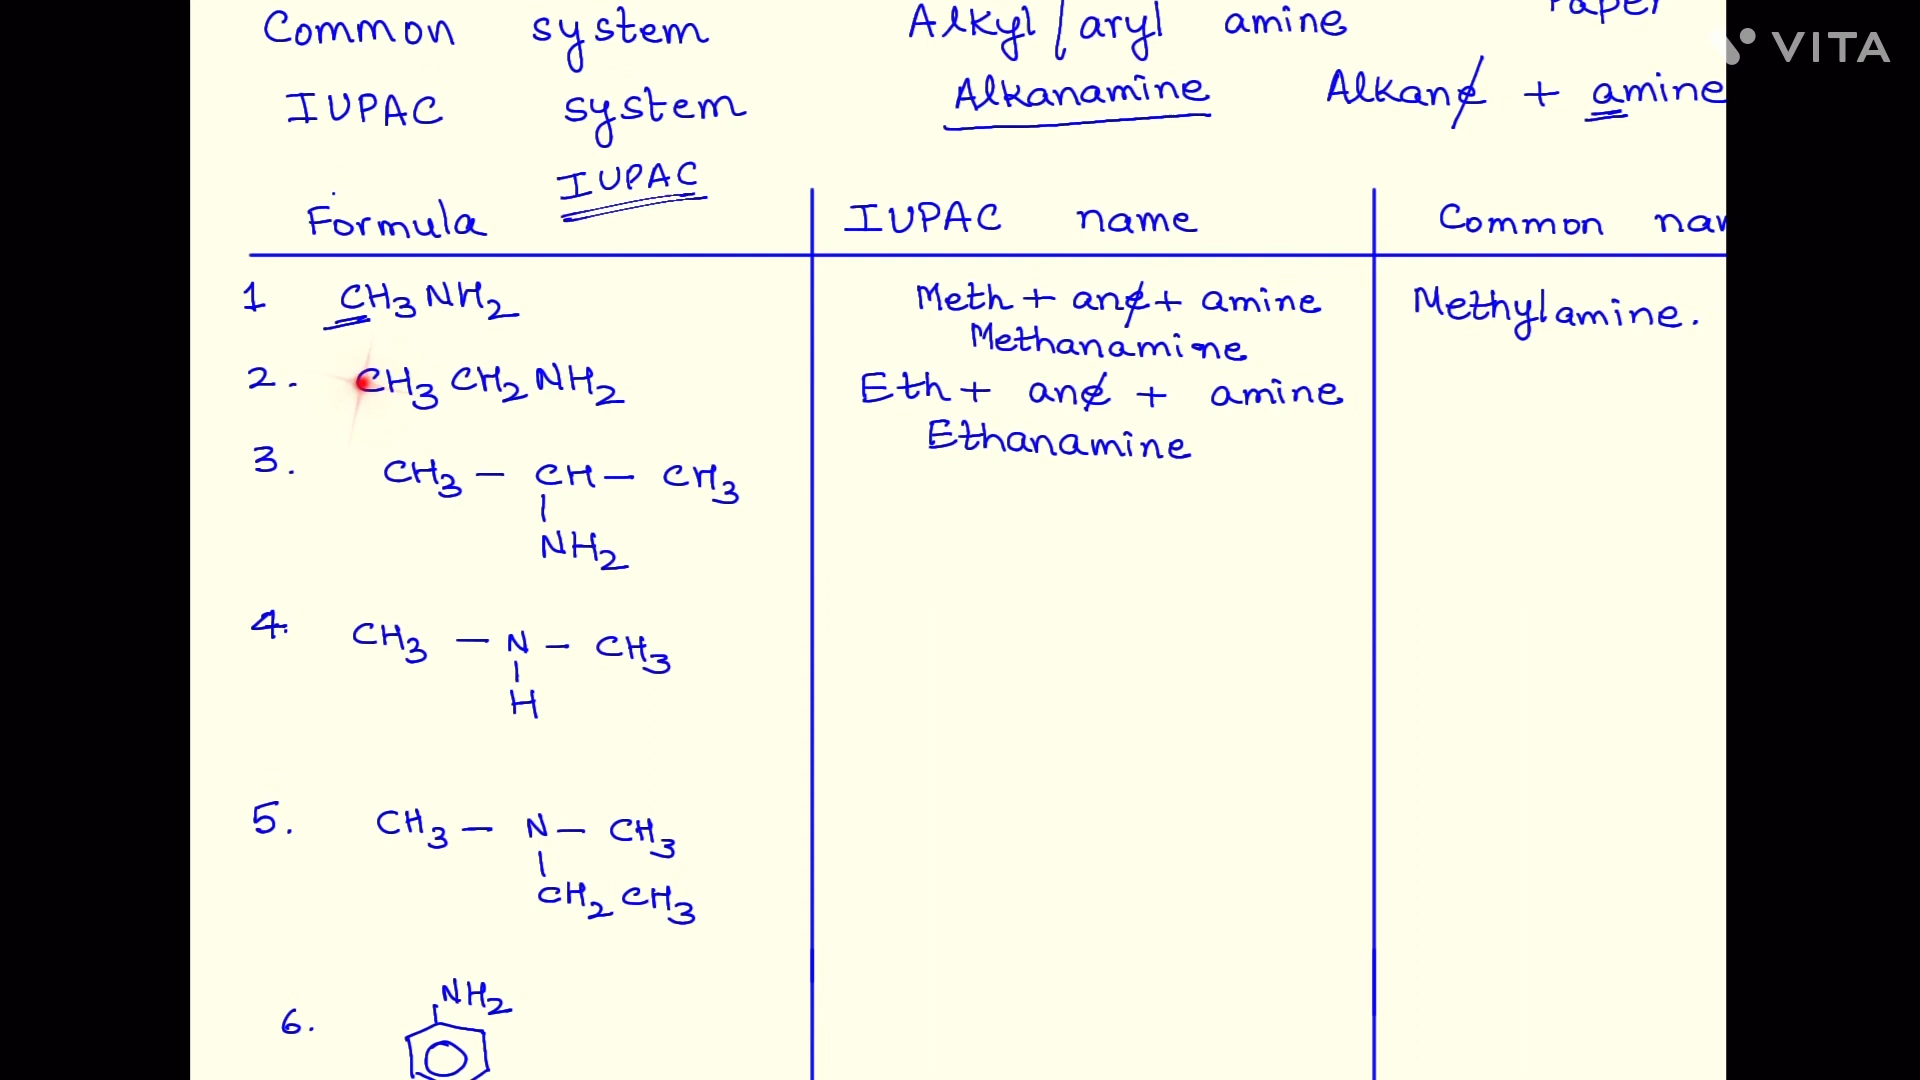 Common system Alkyl/aryl amine Paper
VITA
IUPAC system Alkanamine Alkane + amine
IUPAC
Formula IUPAC name Common
1 CH3NH2 Meth + ane + amine Methylamine.
Methanamine
2. CH3CH2NH2 Eth + ane + amine
Ethanamine
3. CH3 - CH - CH3
NH2
4. CH3 - N - CH3
H
5. CH3 - N - CH3
CH2CH3
NH2
6.